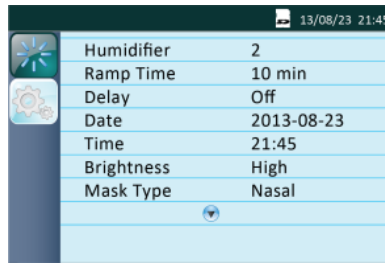 13/08/23 21:45
Humidifier 2
Ramp Time 10 min
Delay Off
Date 2013-08-23
Time 21:45
Brightness High
Mask Type Nasal